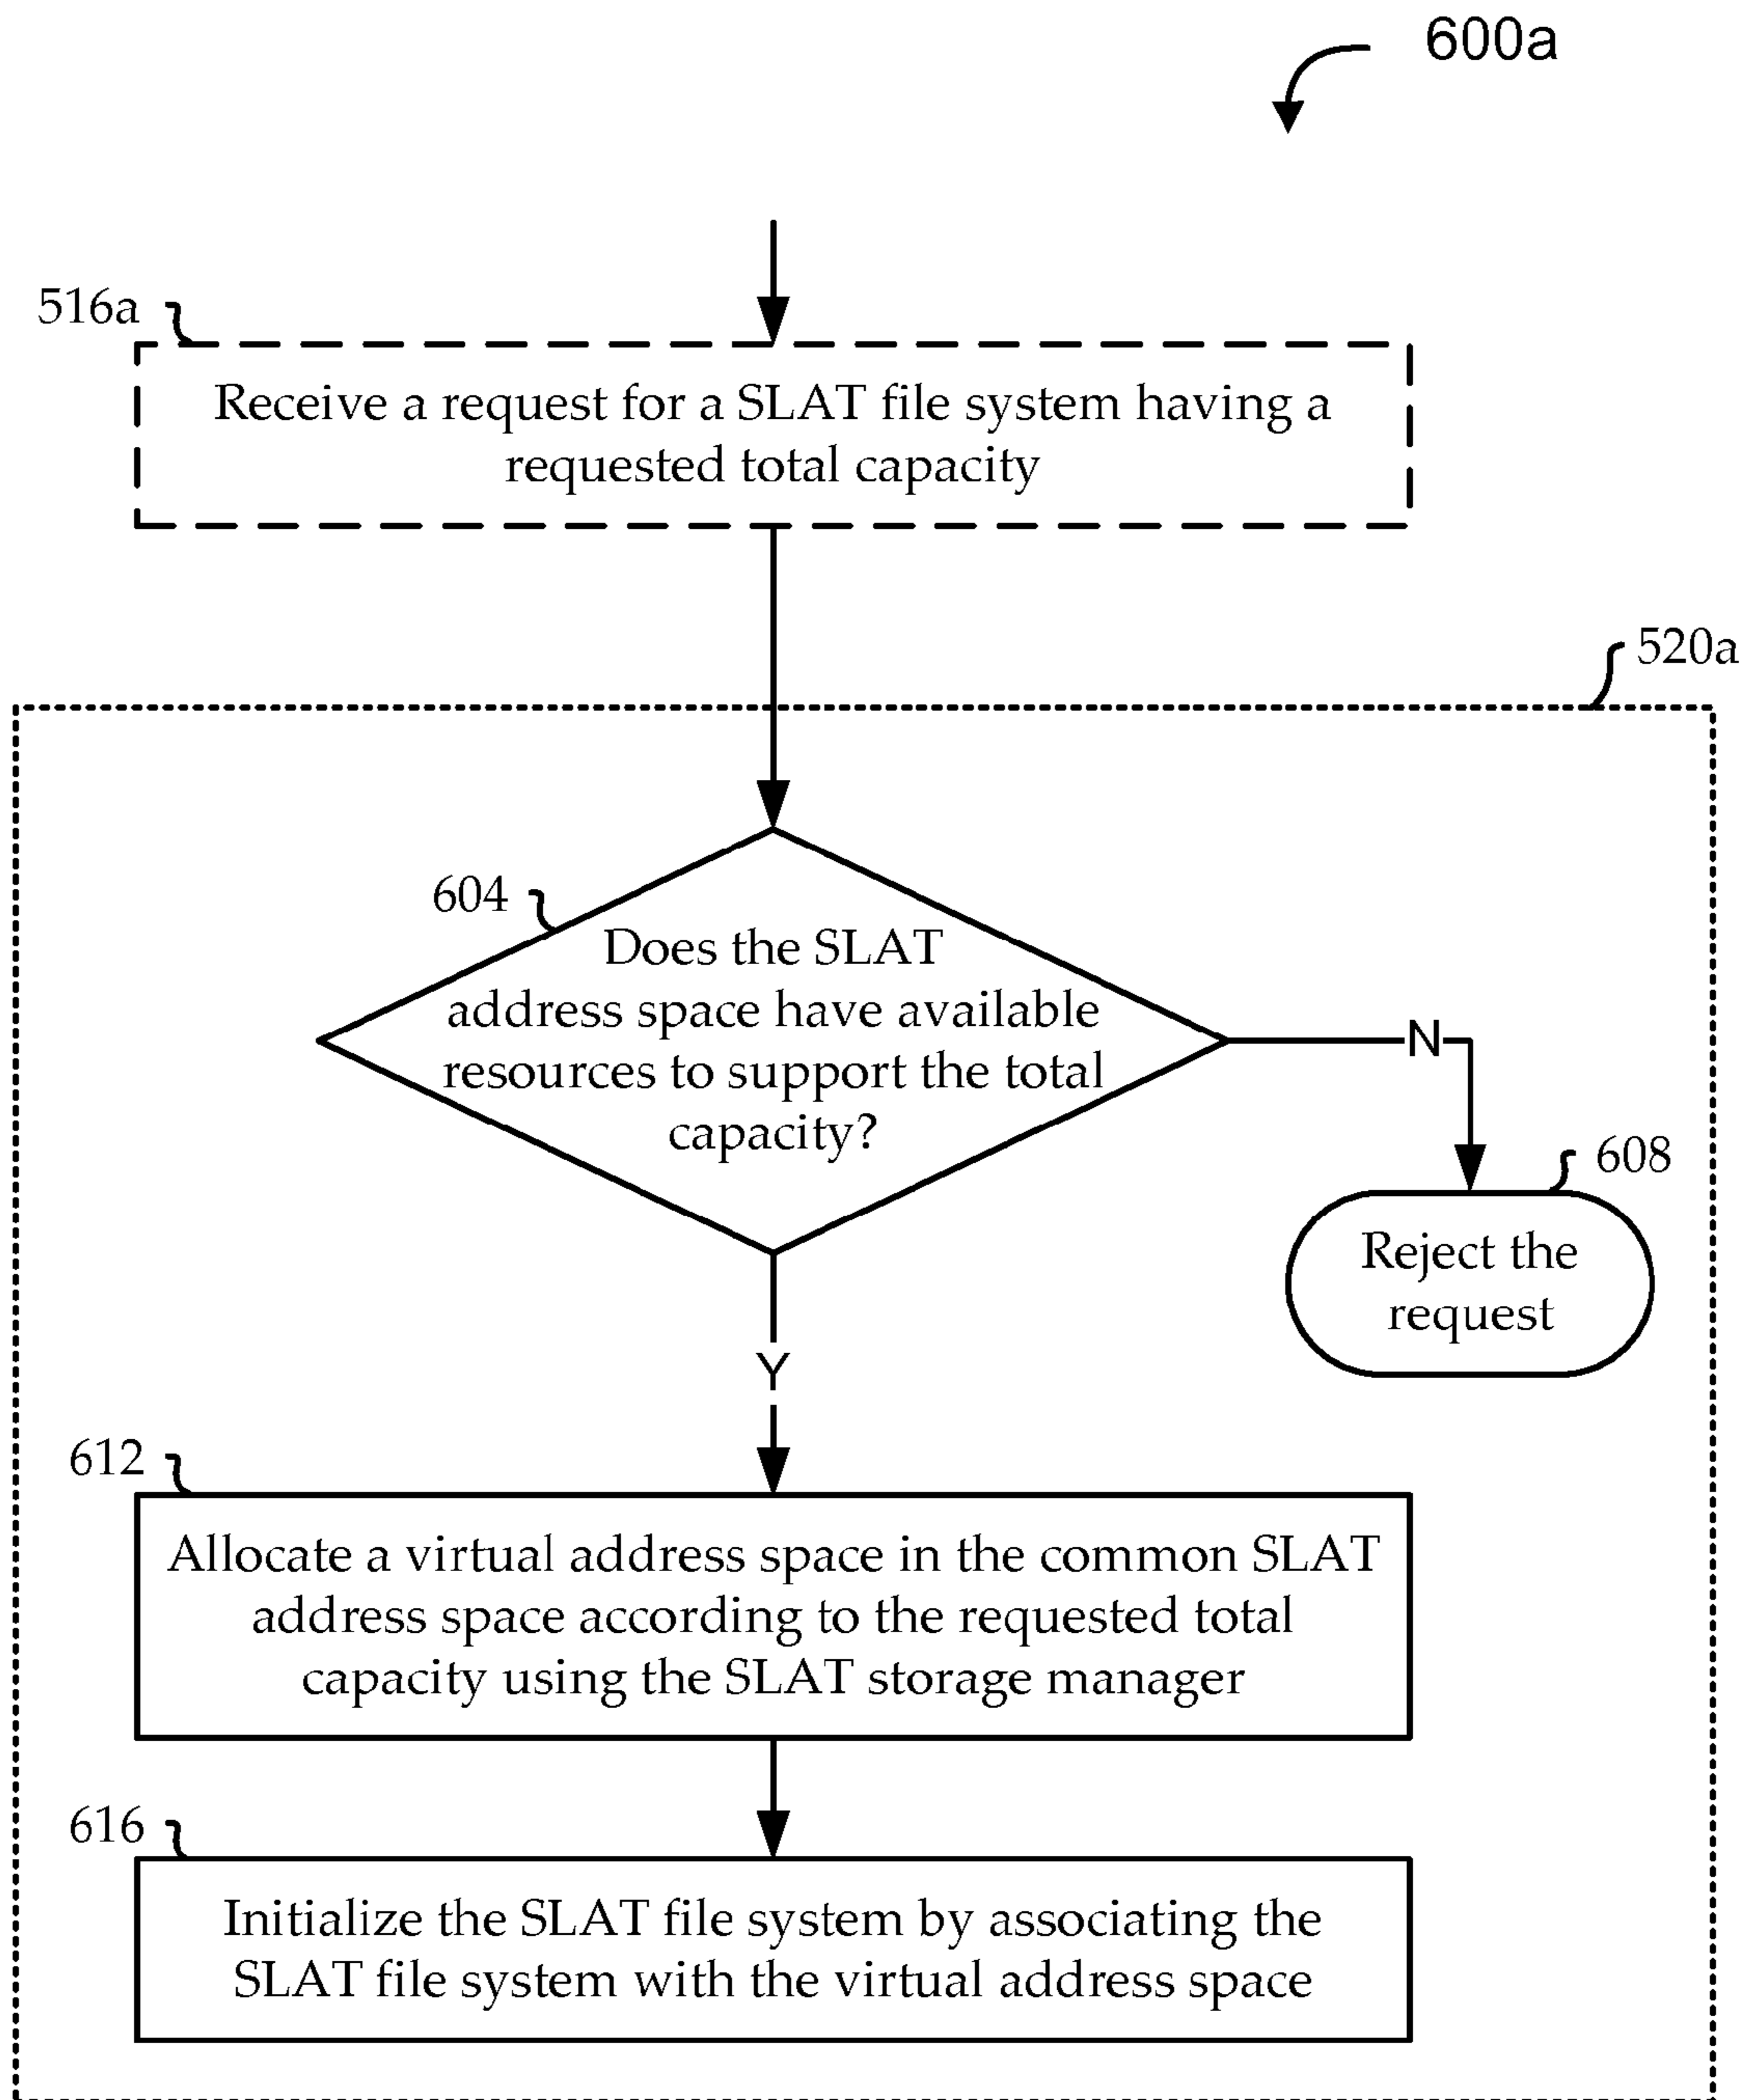 600a
516a
Receive a request for a SLAT file system having a
requested total capacity
520a
604
Does the SLAT
address space have available
resources to support the total
capacity?
N
608
Reject the
request
Y
612
Allocate a virtual address space in the common SLAT
address space according to the requested total
capacity using the SLAT storage manager
616
Initialize the SLAT file system by associating the
SLAT file system with the virtual address space